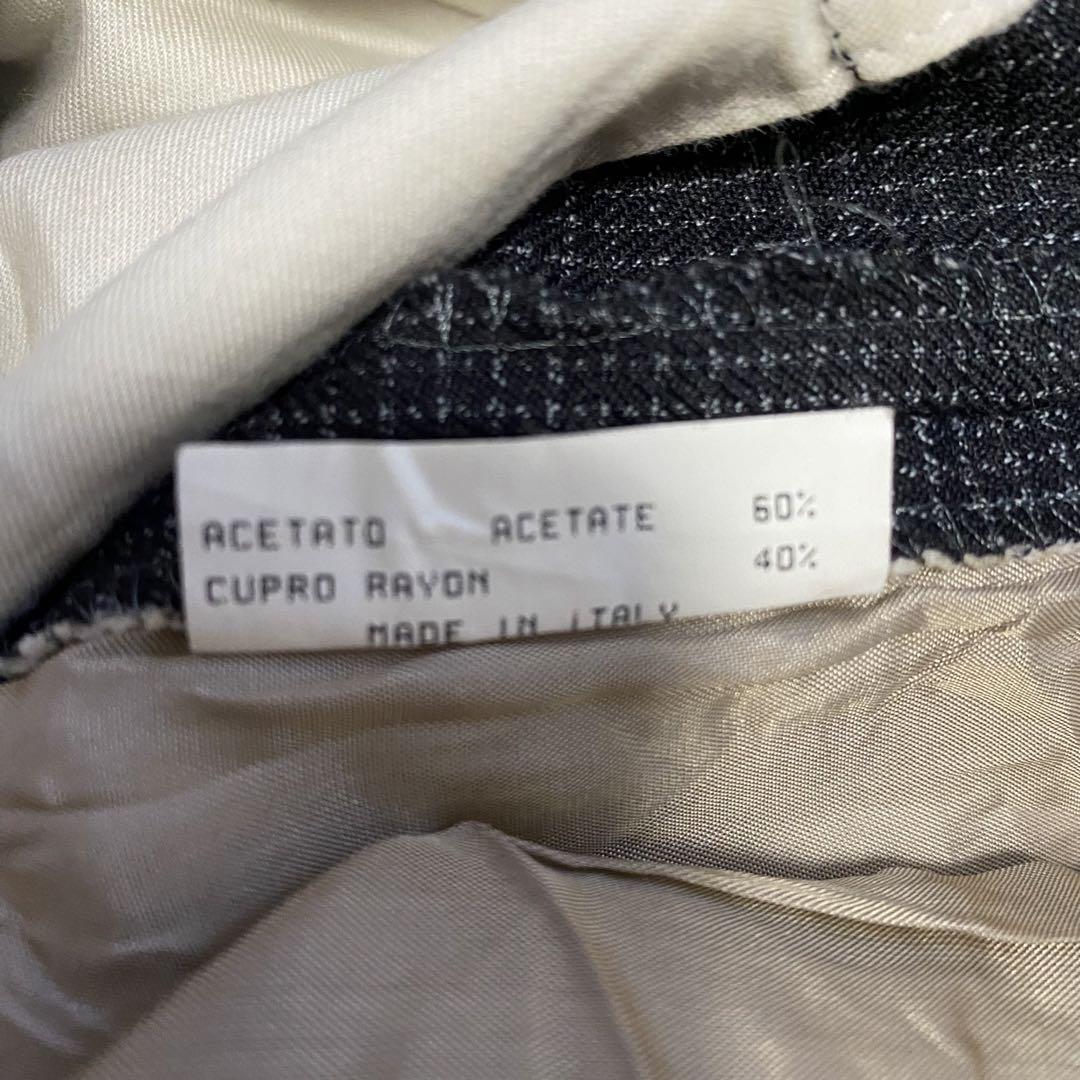 ACETATO ACETATE 60%
CUPRO RAYON 40%
MADE IN iTALY